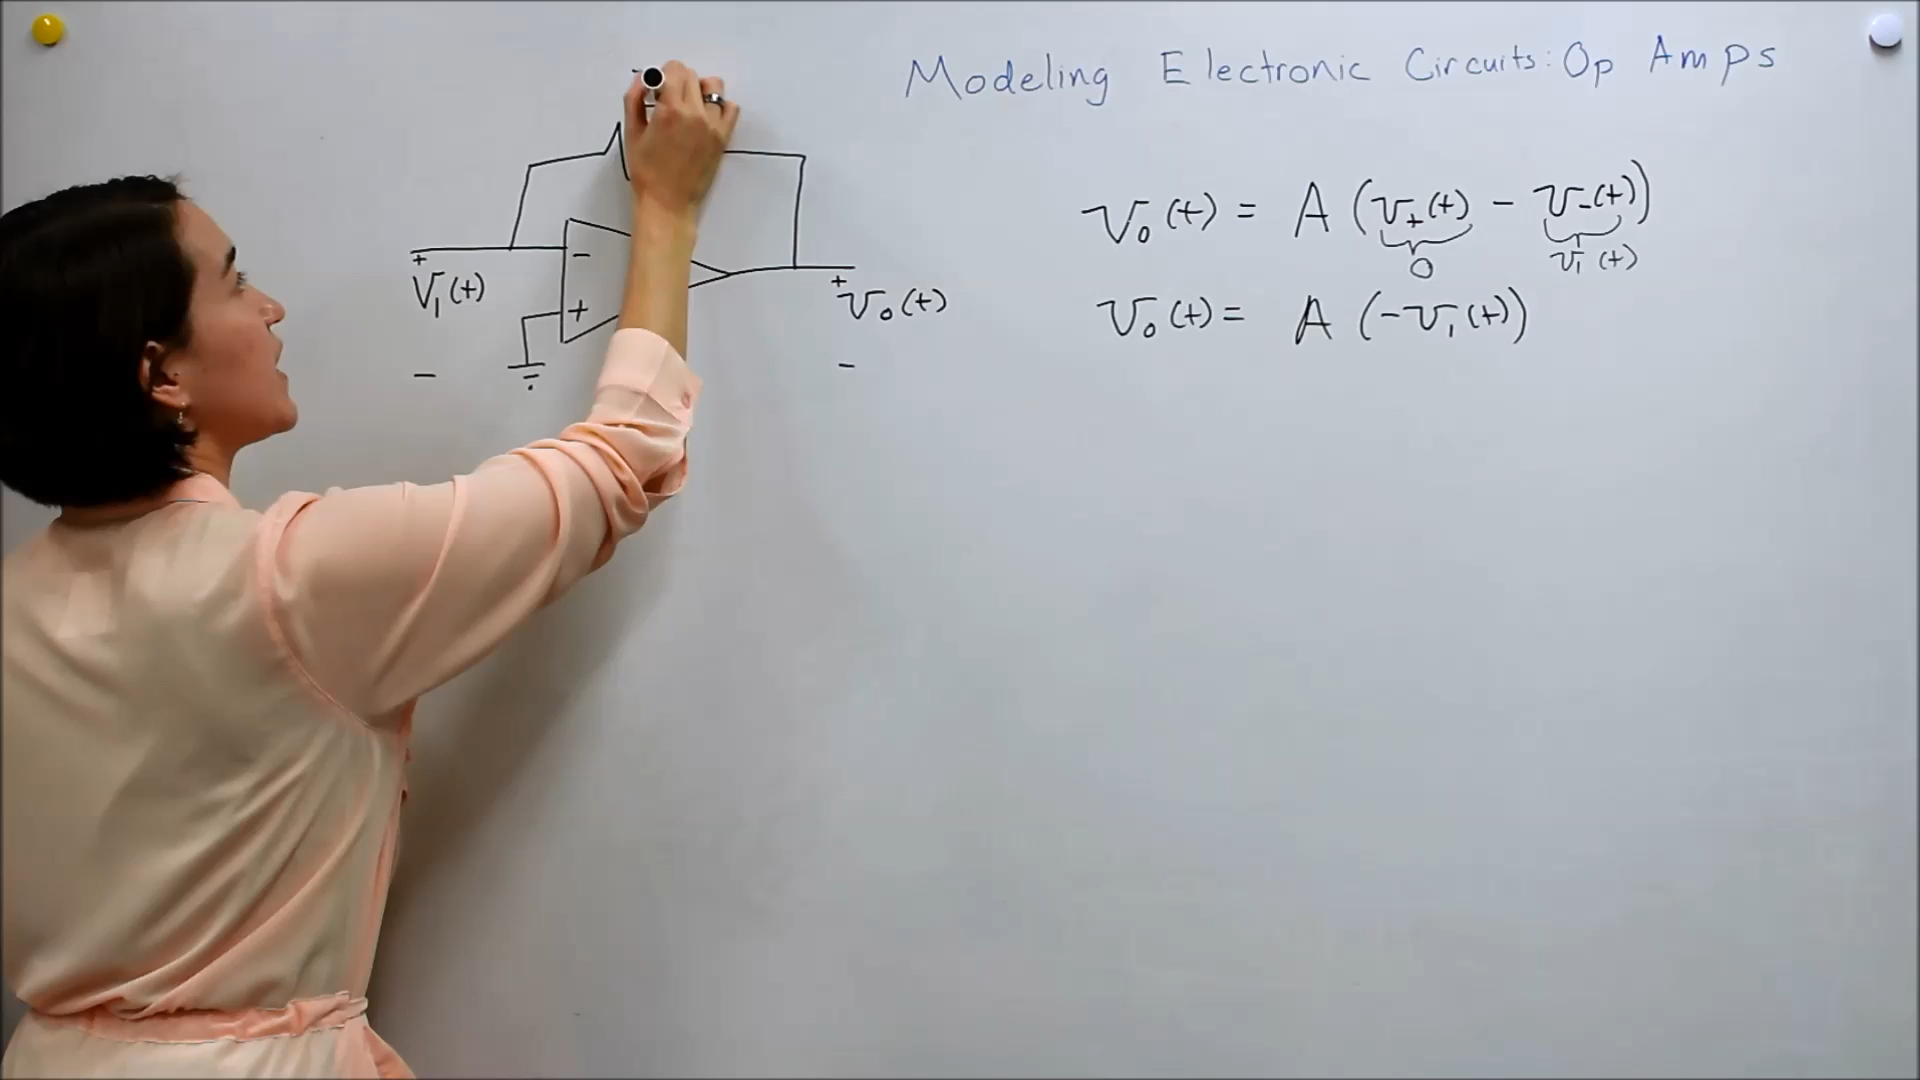 Modeling Electronic Circuits: Op Amps
v₀(t) = A (v₊(t) - v₋(t))
0 v₁(t)
v₀(t) = A (-v₁(t))
+ - +
V₁(t) + v₀(t)
- -